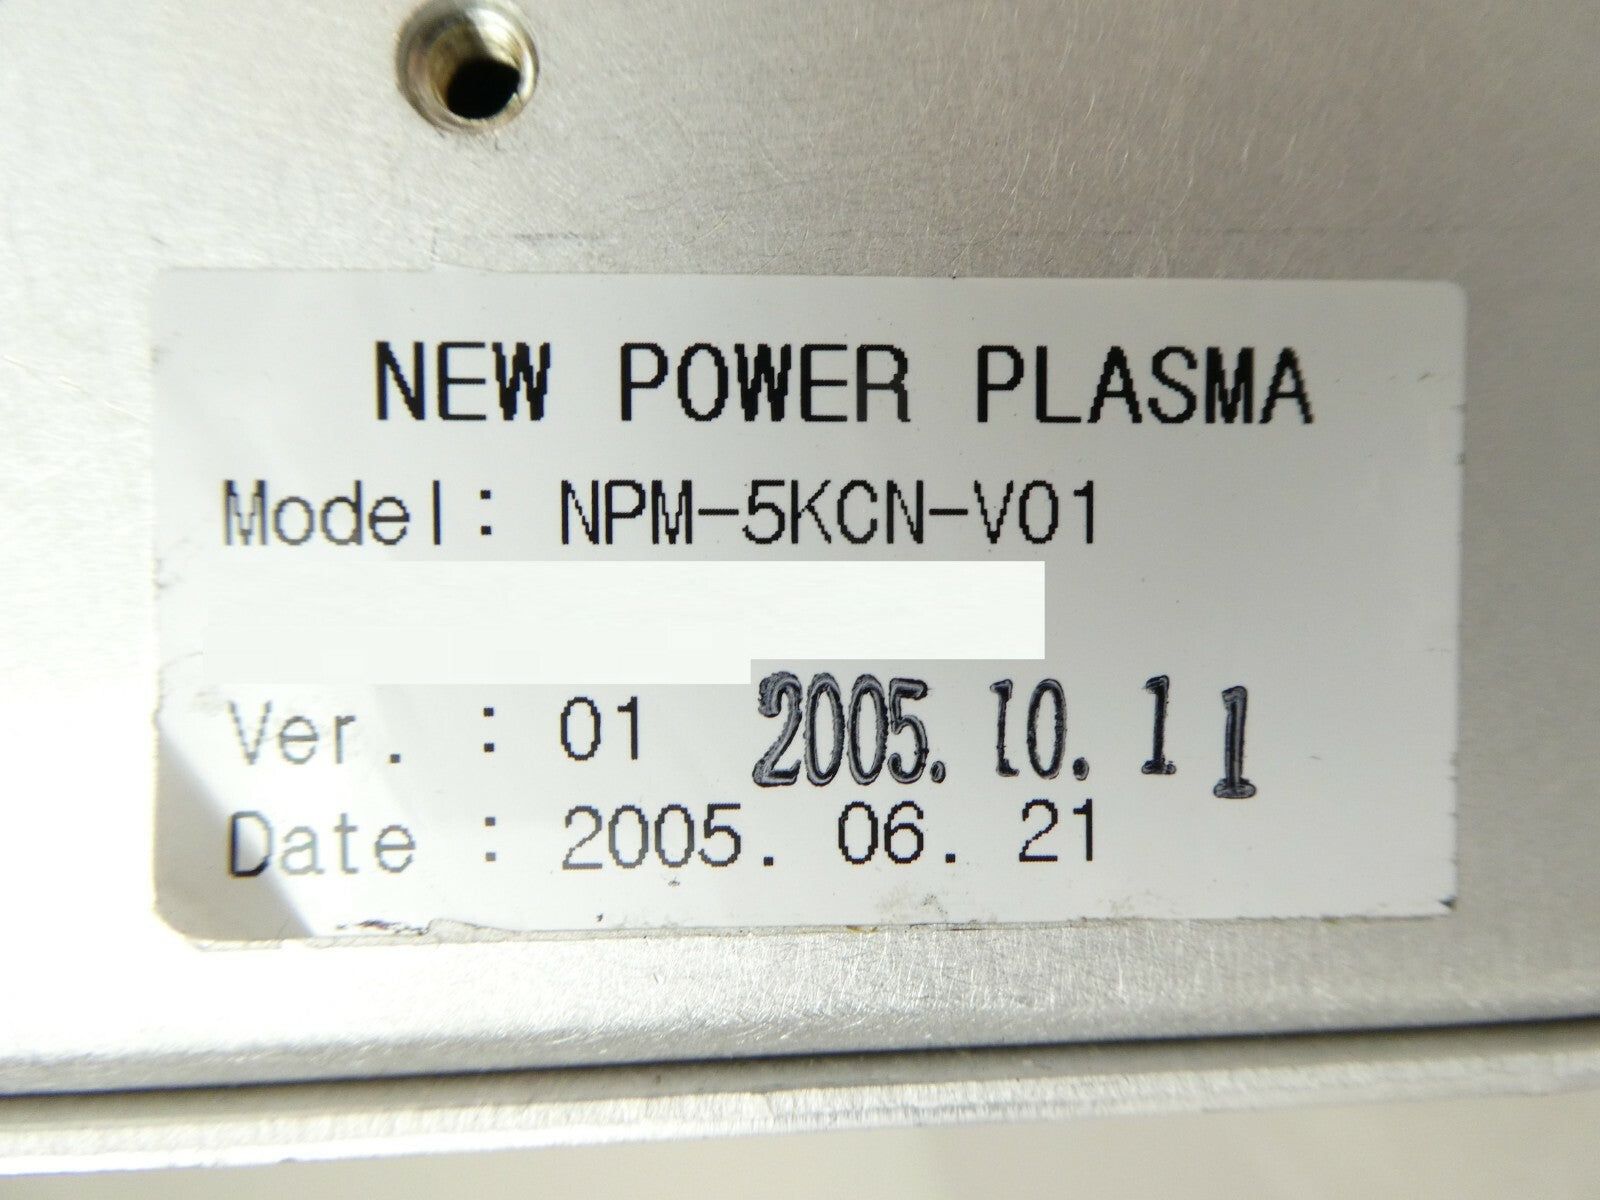 NEW POWER PLASMA
Model: NPM-5KCN-V01
Ver. : 01 2005.10.11
Date : 2005. 06. 21